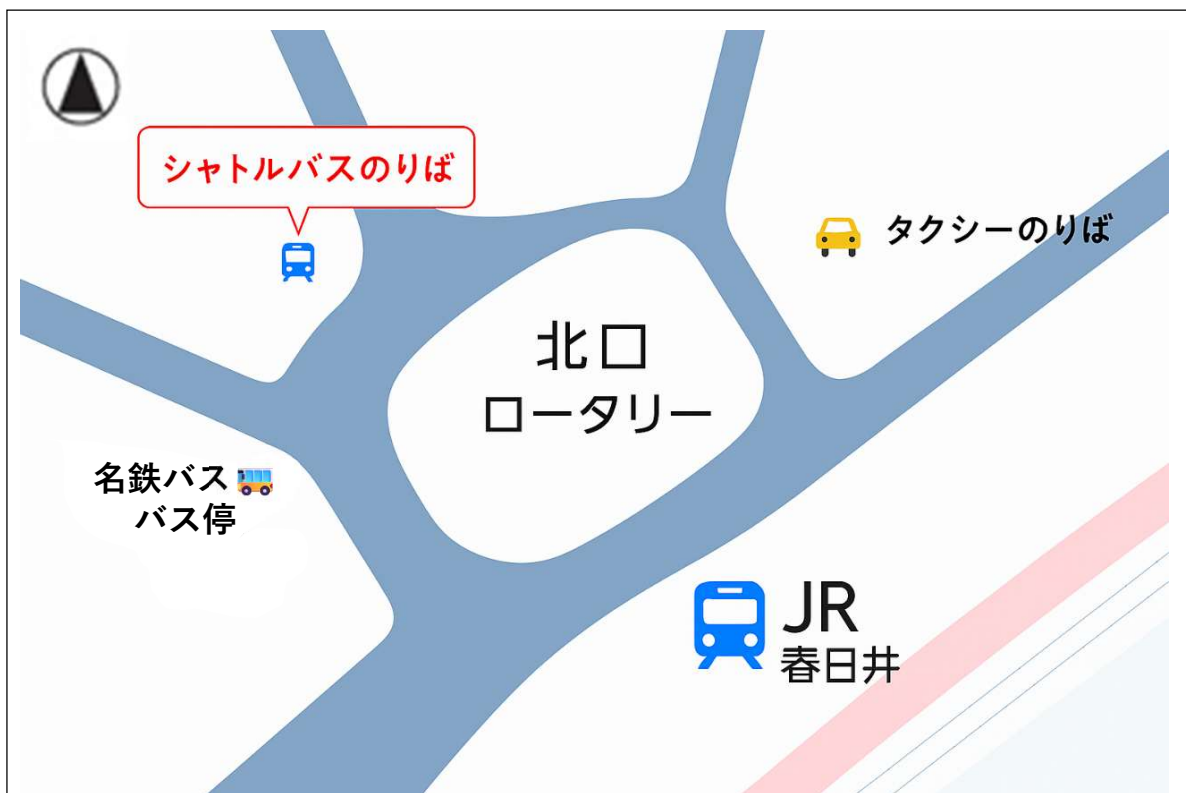 シャトルバスのりば
タクシーのりば
北口
ロータリー
名鉄バス
バス停
JR
春日井